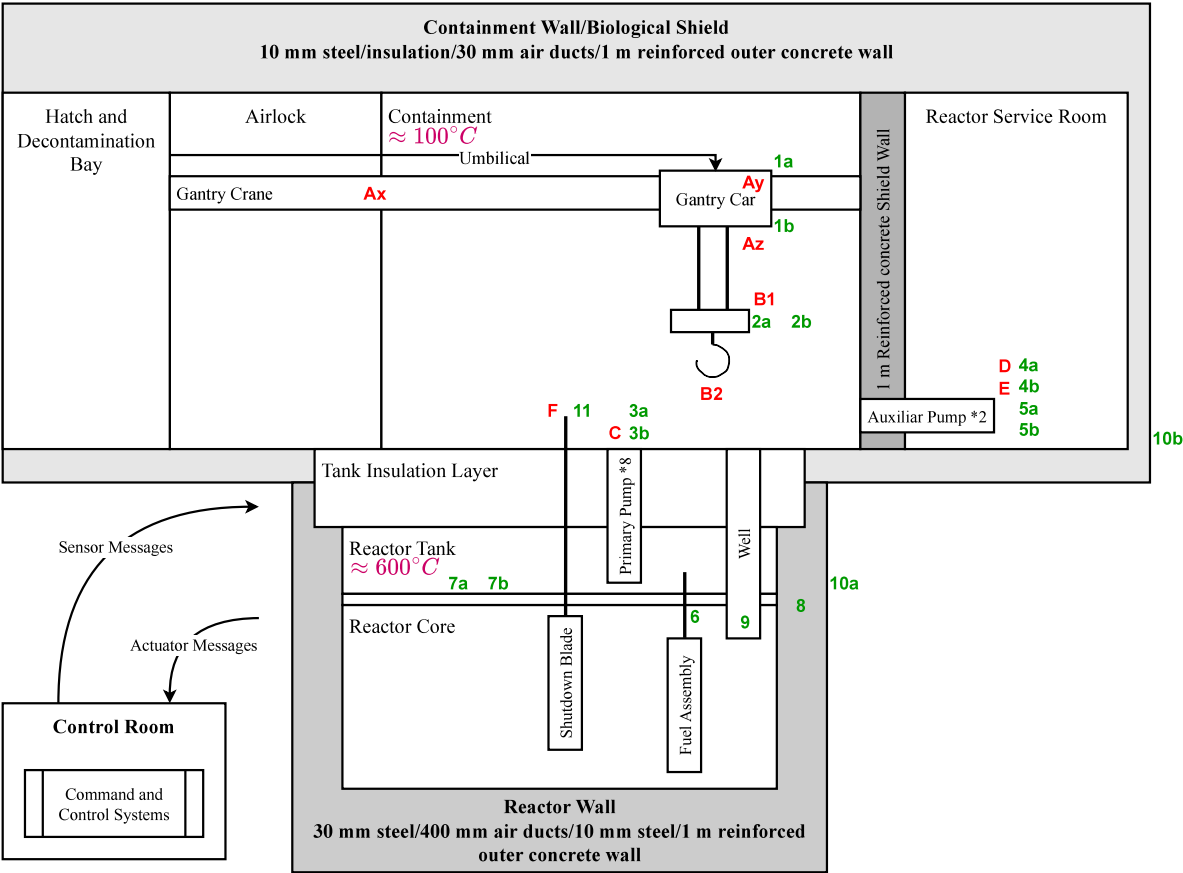 Containment Wall/Biological Shield
10 mm steel/insulation/30 mm air ducts/1 m reinforced outer concrete wall
Hatch and
Decontamination
Bay
Airlock
Containment
≈ 100°C
Umbilical
Gantry Crane
Ax
Ay
Gantry Car
1a
1b
Az
B1
2a 2b
B2
1 m Reinforced concrete Shield Wall
Reactor Service Room
D 4a
E 4b
5a
5b
Auxiliar Pump *2
10b
F 11
3a
C 3b
Tank Insulation Layer
Primary Pump *8
Well
Reactor Tank
≈ 600°C
7a 7b
10a
8
6
9
Reactor Core
Shutdown Blade
Fuel Assembly
Sensor Messages
Actuator Messages
Control Room
Command and
Control Systems
Reactor Wall
30 mm steel/400 mm air ducts/10 mm steel/1 m reinforced
outer concrete wall